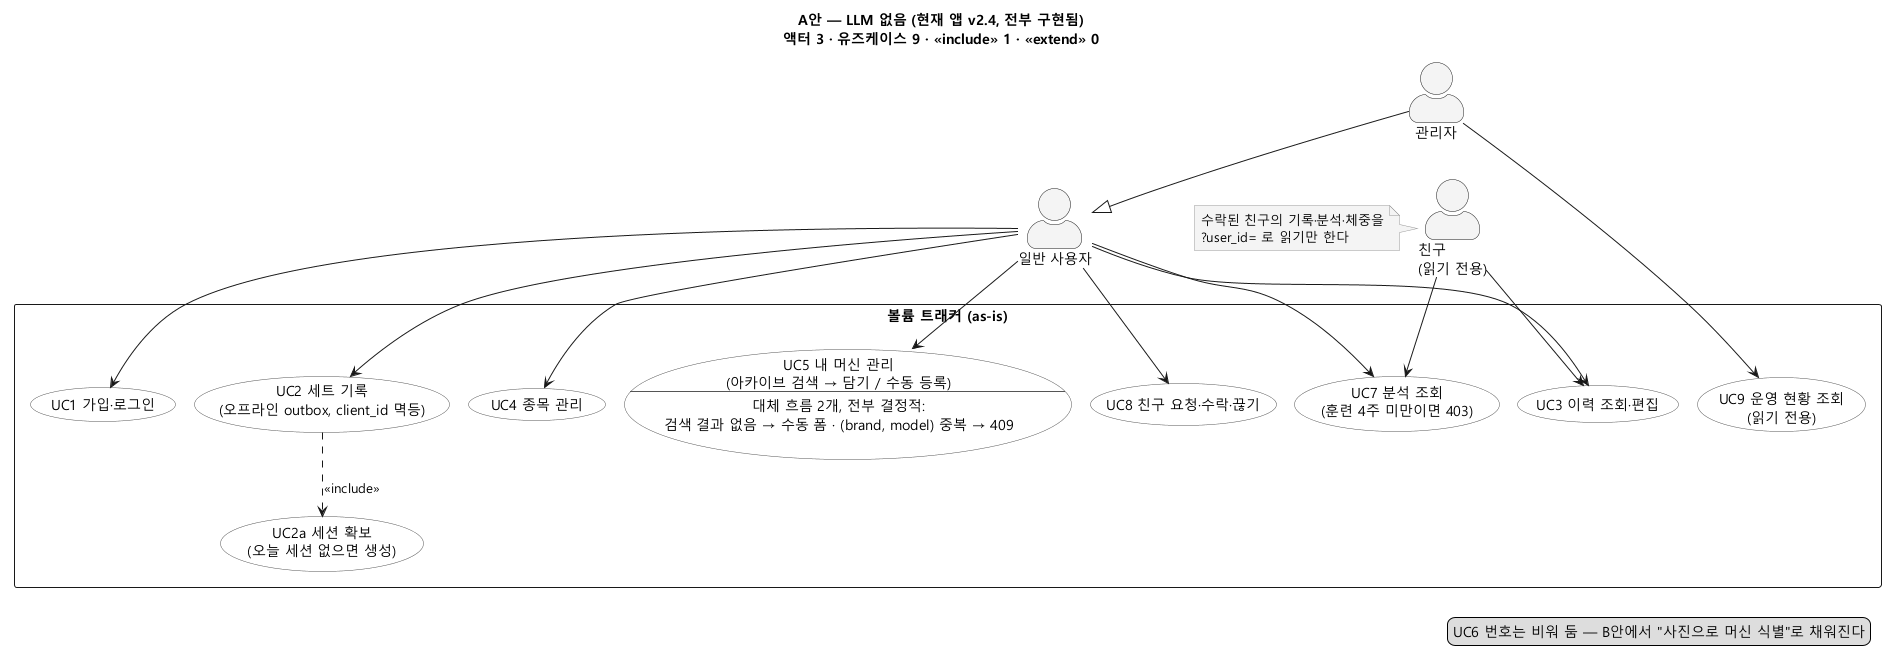 A안 — LLM 없음 (현재 앱 v2.4, 전부 구현됨)
액터 3 · 유즈케이스 9 · «include» 1 · «extend» 0
관리자
일반 사용자
수락된 친구의 기록·분석·체중을
?user_id= 로 읽기만 한다
친구
(읽기 전용)
볼륨 트래커 (as-is)
UC1 가입·로그인
UC2 세트 기록
(오프라인 outbox, client_id 멱등)
UC4 종목 관리
UC5 내 머신 관리
(아카이브 검색 → 담기 / 수동 등록)
대체 흐름 2개, 전부 결정적:
검색 결과 없음 → 수동 폼 · (brand, model) 중복 → 409
UC8 친구 요청·수락·끊기
UC7 분석 조회
(훈련 4주 미만이면 403)
UC3 이력 조회·편집
UC9 운영 현황 조회
(읽기 전용)
«include»
UC2a 세션 확보
(오늘 세션 없으면 생성)
UC6 번호는 비워 둠 — B안에서 "사진으로 머신 식별"로 채워진다